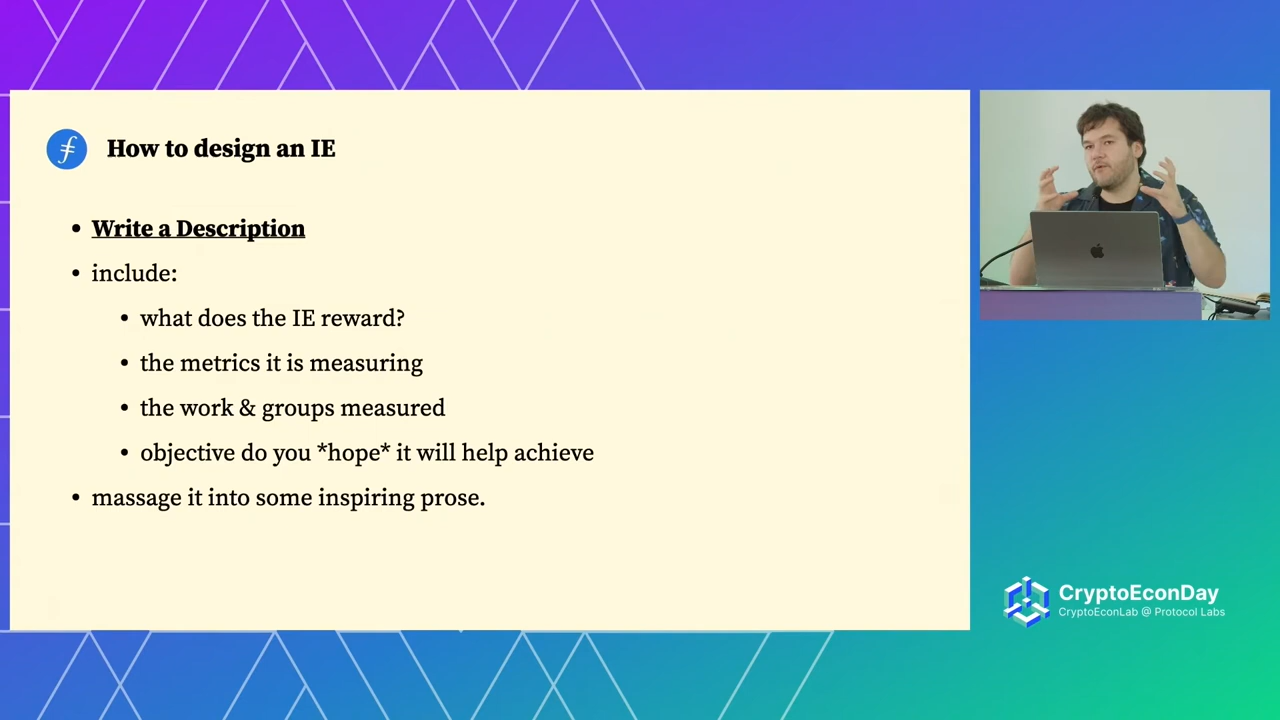 How to design an IE
• Write a Description
• include:
• what does the IE reward?
• the metrics it is measuring
• the work & groups measured
• objective do you *hope* it will help achieve
• massage it into some inspiring prose.
CryptoEconDay
CryptoEconLab @ Protocol Labs